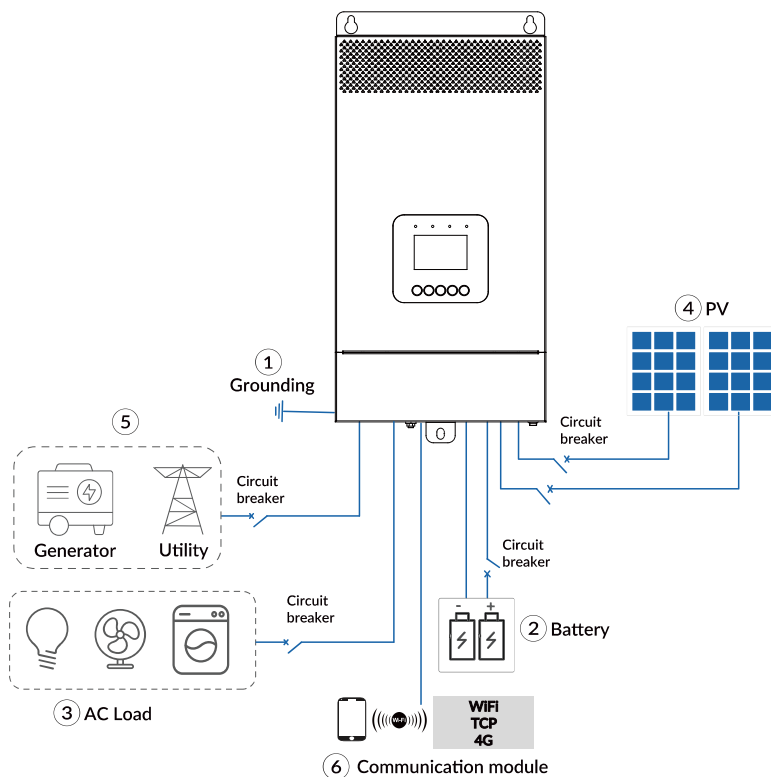 ④ PV
① Grounding
Circuit
breaker
⑤
Circuit
breaker
Generator
Utility
Circuit
breaker
Circuit
breaker
- +
② Battery
③ AC Load
Wi-Fi
WiFi
TCP
4G
⑥ Communication module